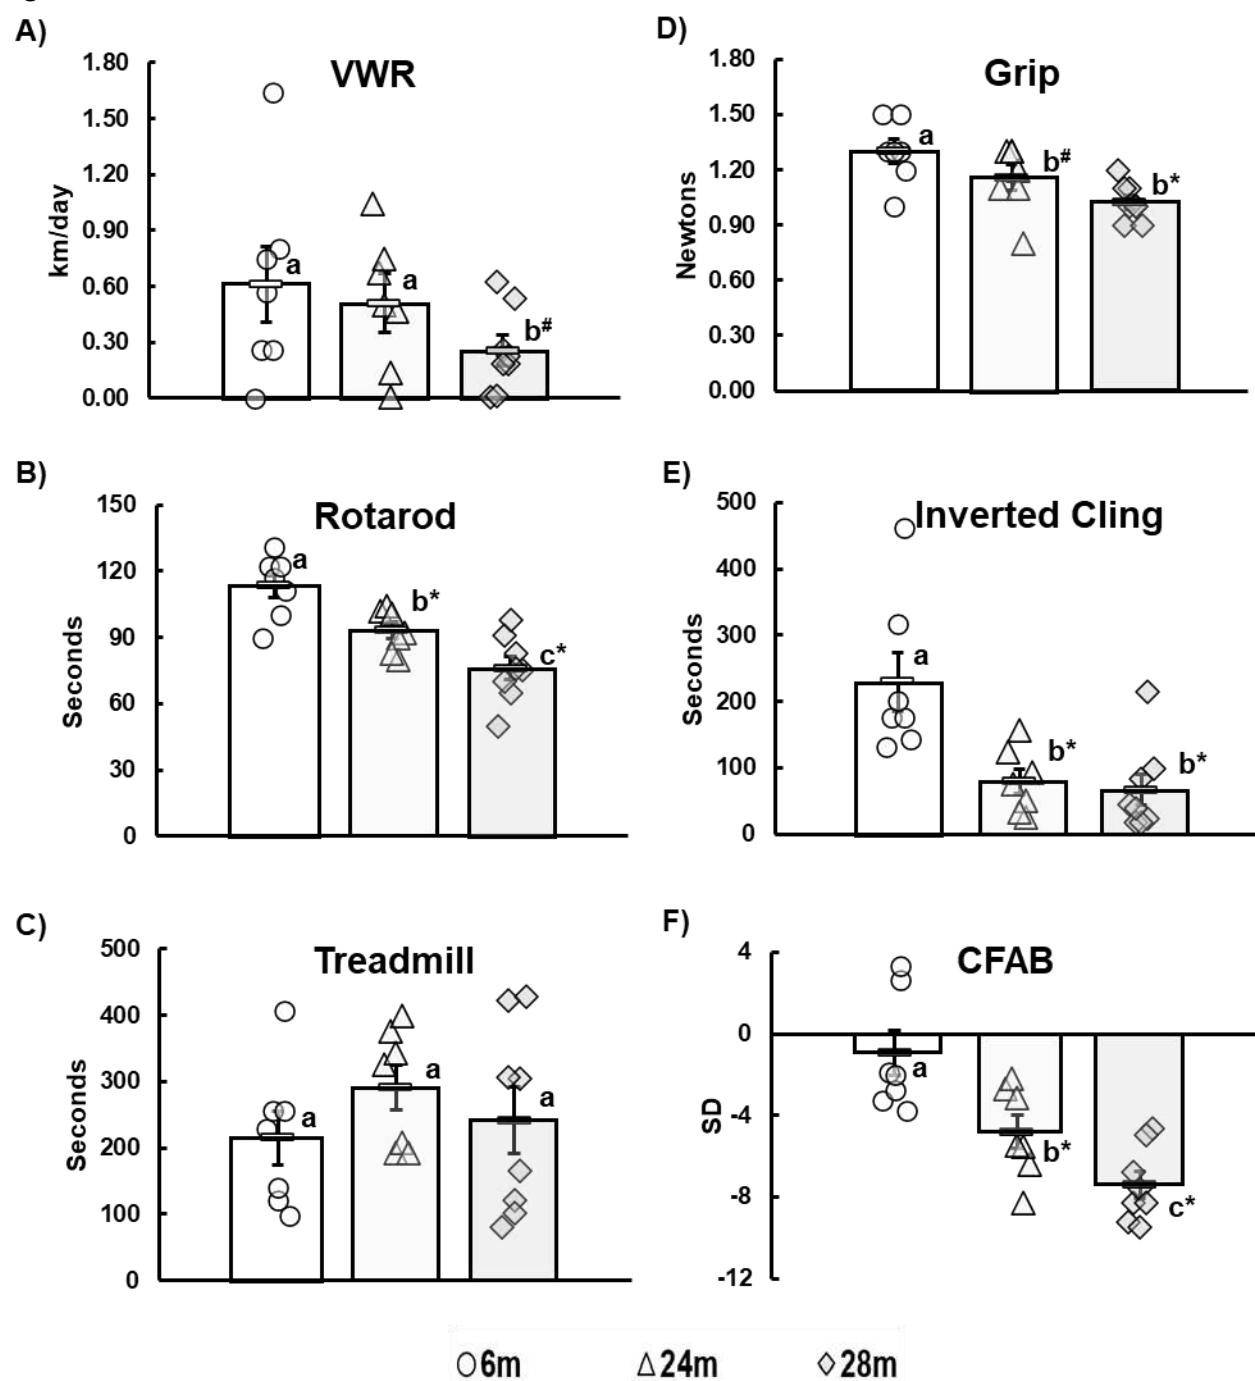 A)
VWR
km/day
1.80
1.50
1.20
0.90
0.60
0.30
0.00
a
a
b#
D)
Grip
Newtons
1.80
1.50
1.20
0.90
0.60
0.30
0.00
a
b#
b*
B)
Rotarod
Seconds
150
120
90
60
30
0
a
b*
c*
E)
Inverted Cling
Seconds
500
400
300
200
100
0
a
b*
b*
C)
Treadmill
Seconds
500
400
300
200
100
0
a
a
a
F)
CFAB
SD
4
0
-4
-8
-12
a
b*
c*
6m 24m 28m